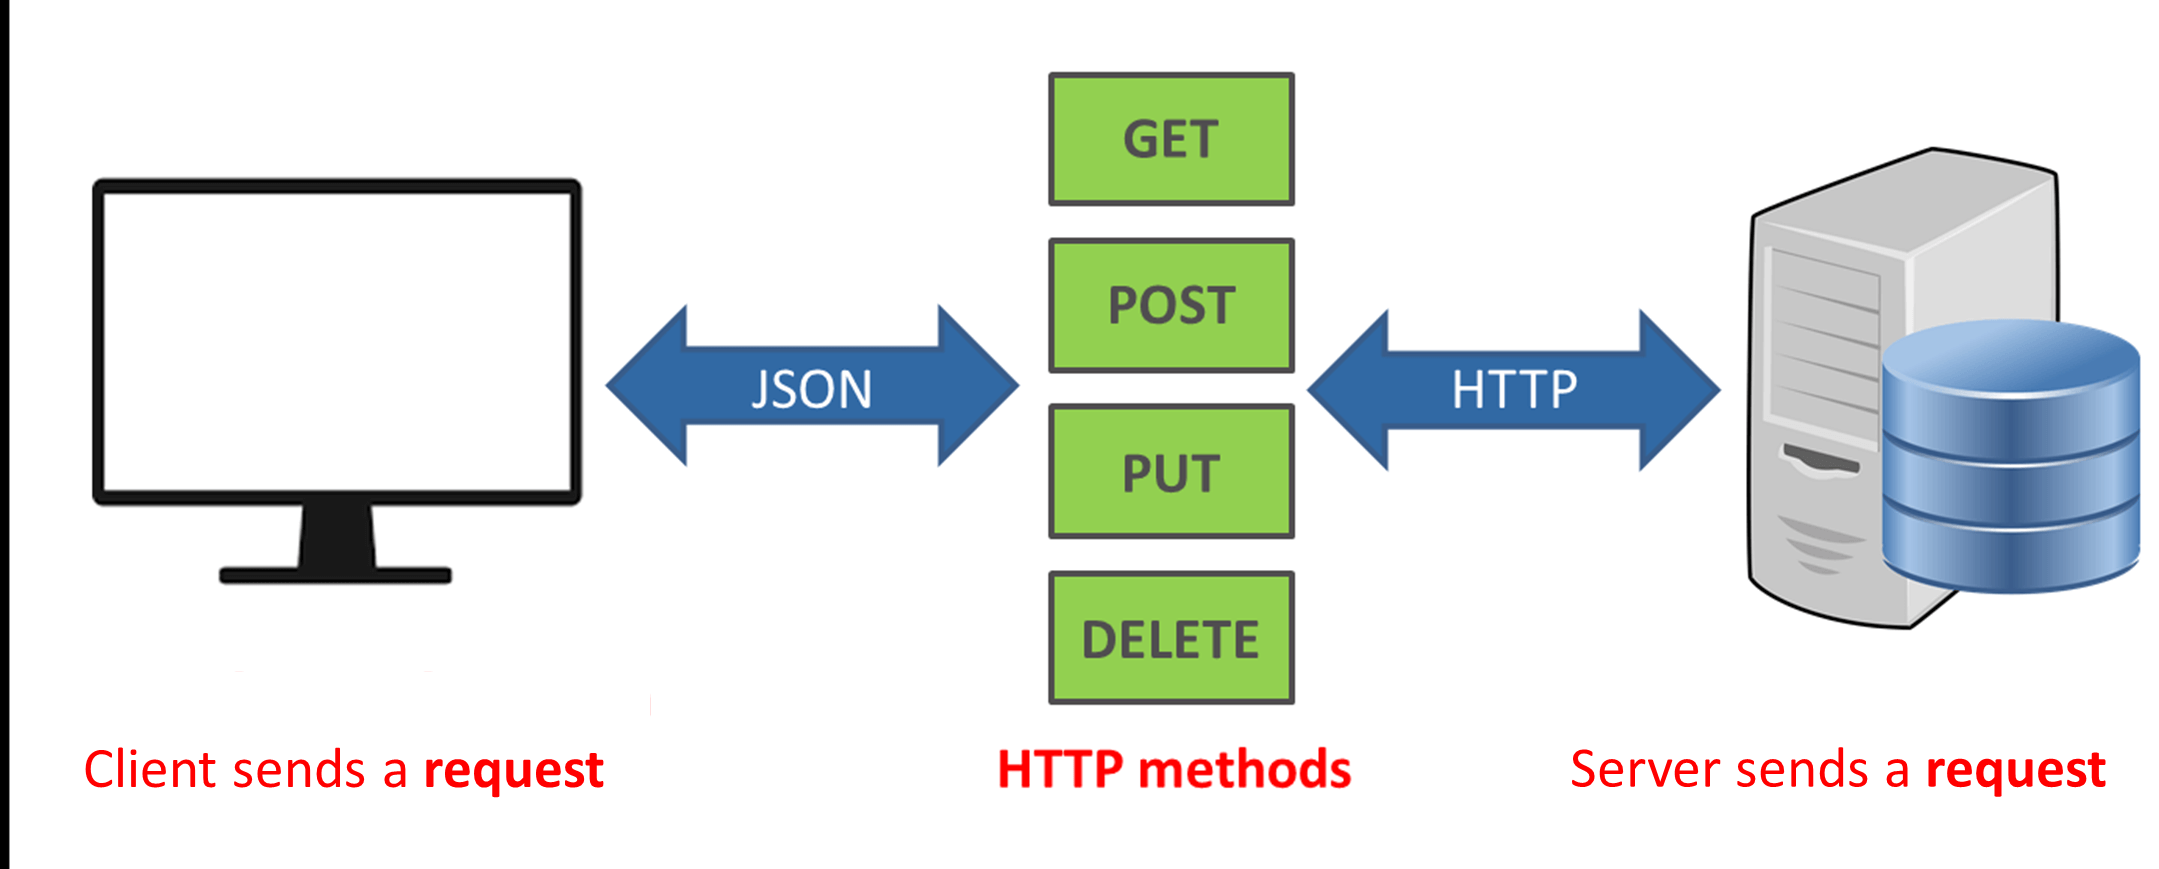 GET
POST
JSON
HTTP
PUT
DELETE
Client sends a request
HTTP methods
Server sends a request